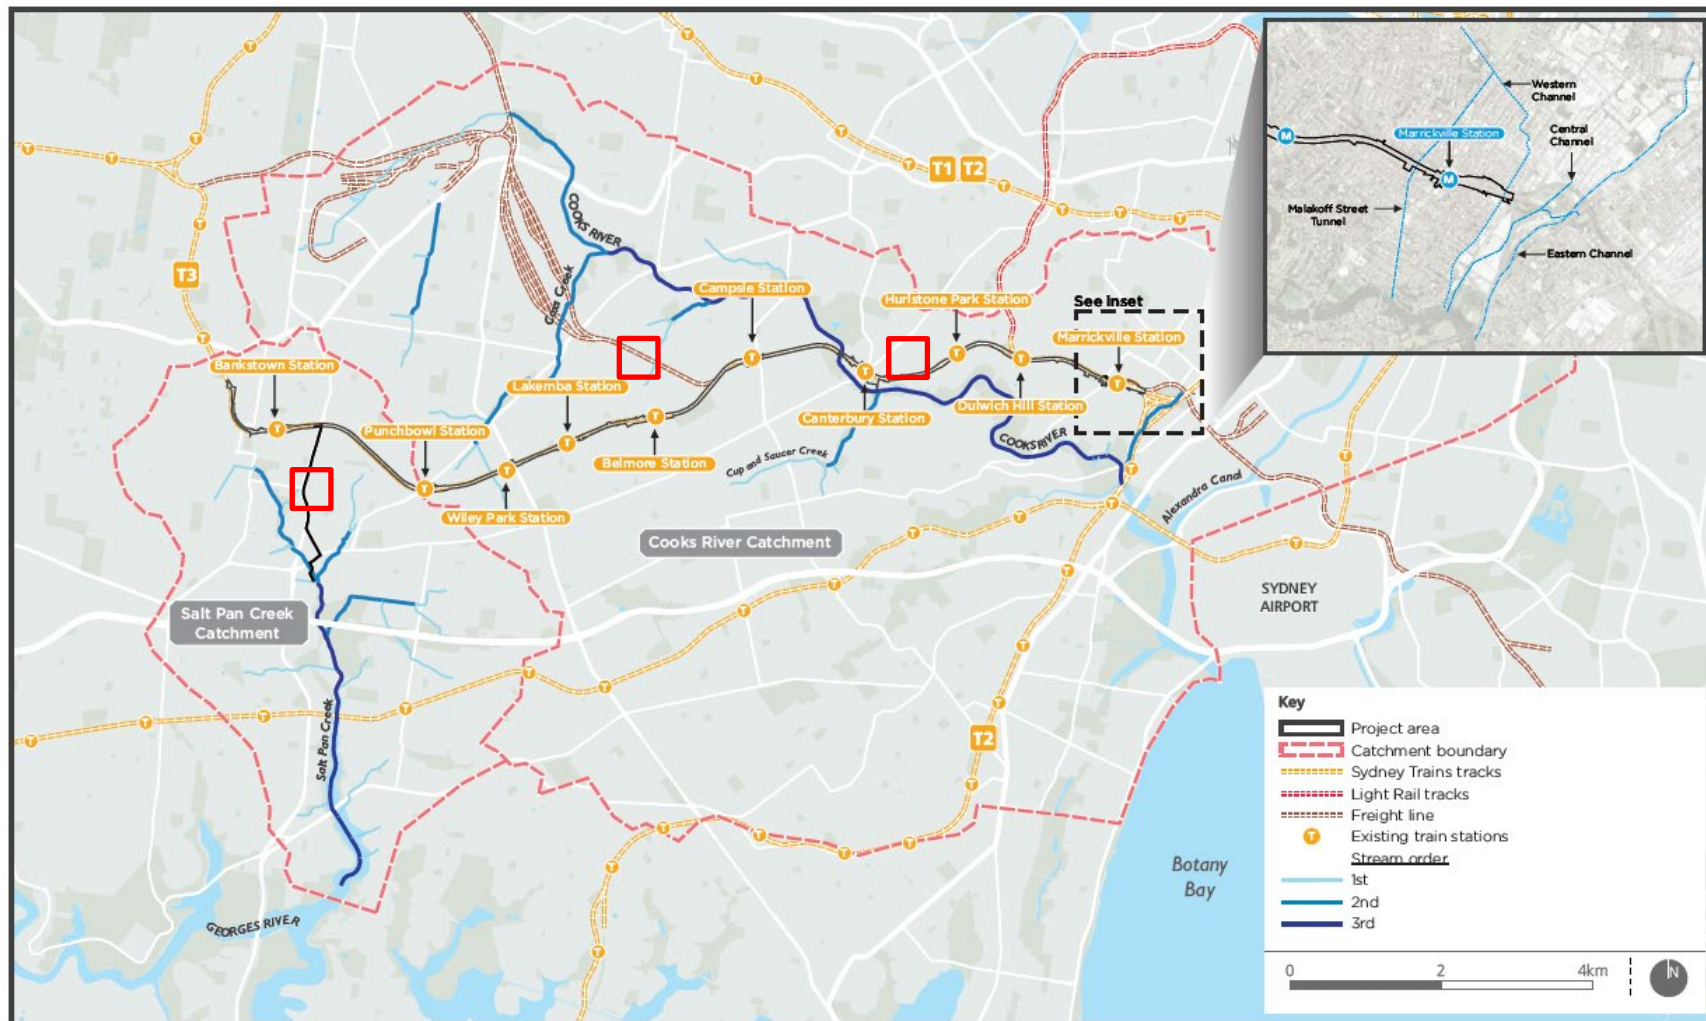 T1
T2
Western
Channel
Marrickville Station
Central
Channel
M
M
Malakoff Street
Tunnel
Eastern Channel
COOKS RIVER
T3
Coxs Creek
Campsie Station
Hurlstone Park Station
See Inset
Marrickville Station
Bankstown Station
Lakemba Station
Canterbury Station
Dulwich Hill Station
Punchbowl Station
Belmore Station
COOKS RIVER
Cup and Saucer Creek
Wiley Park Station
Alexandra Canal
Cooks River Catchment
SYDNEY
AIRPORT
Salt Pan Creek
Catchment
Salt Pan Creek
T2
Botany
Bay
GEORGES RIVER
Key
Project area
Catchment boundary
Sydney Trains tracks
Light Rail tracks
Freight line
T Existing train stations
Stream order
1st
2nd
3rd
0 2 4km
N